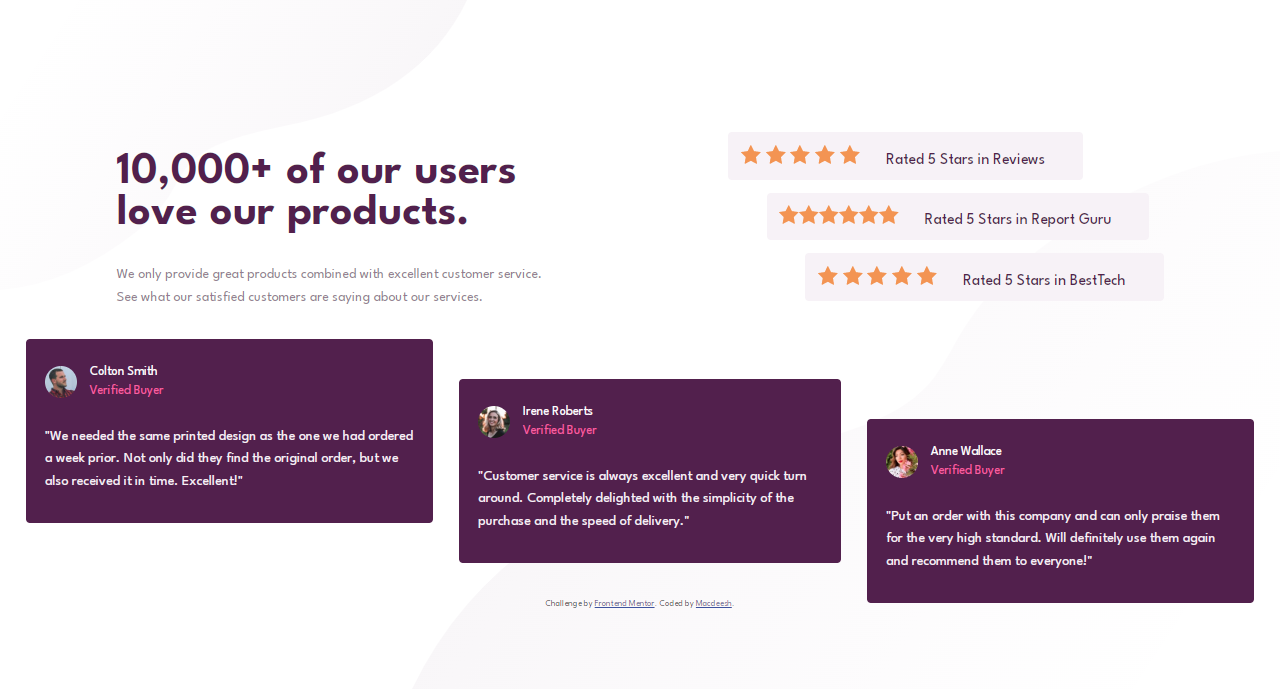 10,000+ of our users
love our products.
We only provide great products combined with excellent customer service.
See what our satisfied customers are saying about our services.
Rated 5 Stars in Reviews
Rated 5 Stars in Report Guru
Rated 5 Stars in BestTech
Colton Smith
Verified Buyer
"We needed the same printed design as the one we had ordered
a week prior. Not only did they find the original order, but we
also received it in time. Excellent!"
Irene Roberts
Verified Buyer
"Customer service is always excellent and very quick turn
around. Completely delighted with the simplicity of the
purchase and the speed of delivery."
Anne Wallace
Verified Buyer
"Put an order with this company and can only praise them
for the very high standard. Will definitely use them again
and recommend them to everyone!"
Challenge by Frontend Mentor. Coded by Macdeesh.